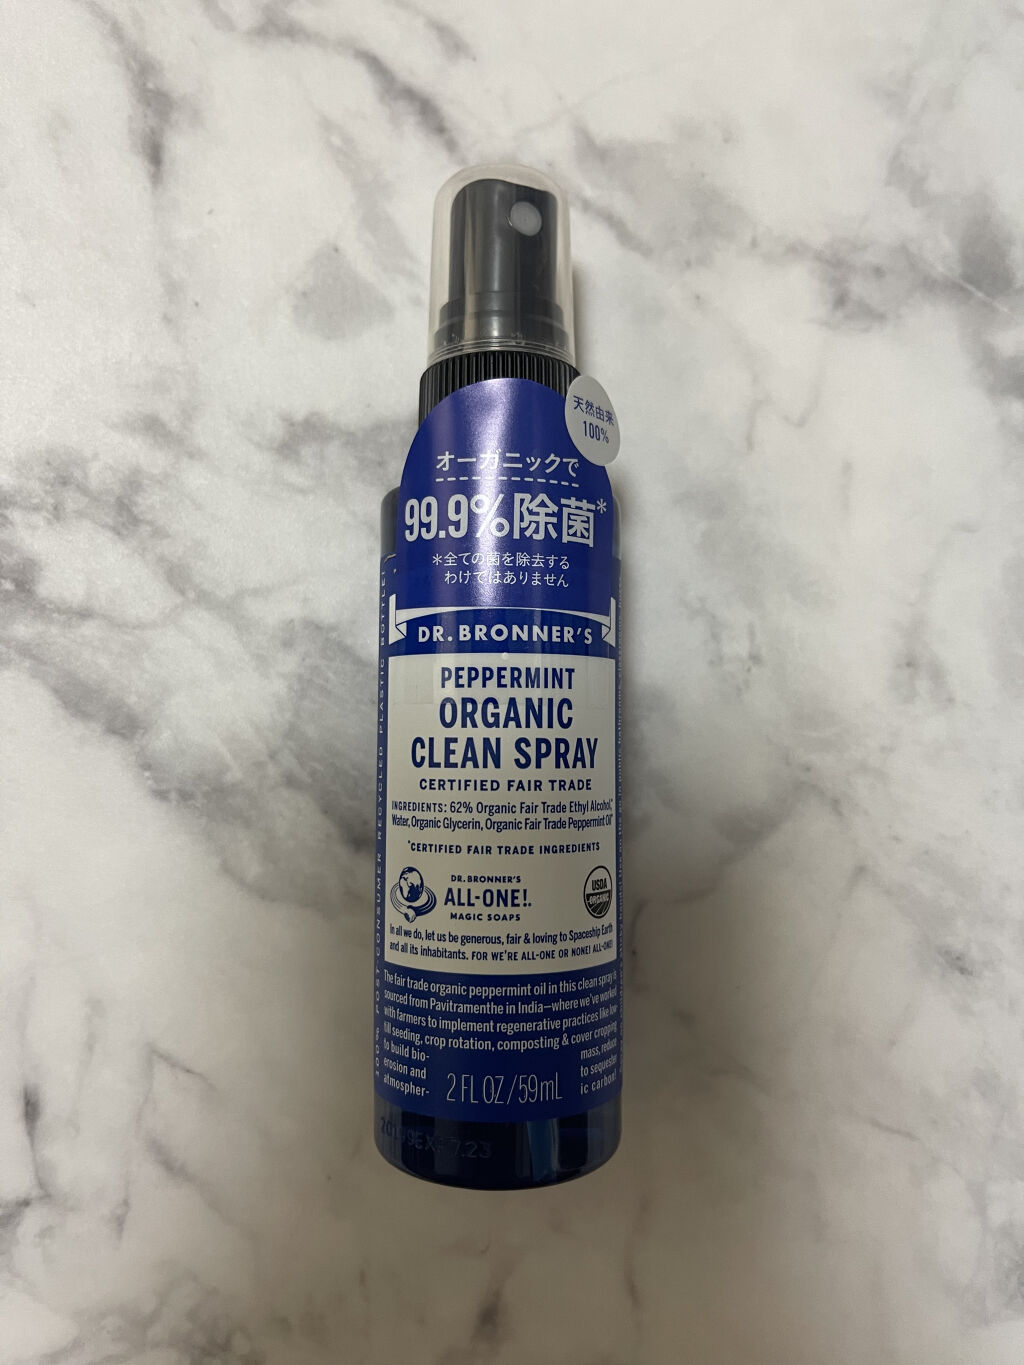 天然由来
100%
オーガニックで
99.9%除菌*
*全ての菌を除去する
わけではありません
DR. BRONNER'S
PEPPERMINT
ORGANIC
CLEAN SPRAY
CERTIFIED FAIR TRADE
INGREDIENTS: 62% Organic Fair Trade Ethyl Alcohol,*
Water, Organic Glycerin, Organic Fair Trade Peppermint Oil*
*CERTIFIED FAIR TRADE INGREDIENTS
DR. BRONNER'S
ALL-ONE!
MAGIC SOAPS
USDA
ORGANIC
In all we do, let us be generous, fair & loving to Spaceship Earth
and all its inhabitants. FOR WE'RE ALL-ONE OR NONE! ALL-ONE!
The fair trade organic peppermint oil in this clean spray is
sourced from Pavitramenthe in India—where we've worked
with farmers to implement regenerative practices like low
till seeding, crop rotation, composting & cover cropping
to build bio- mass, reduce
erosion and to sequester
atmospher- ic carbon!
2 FL OZ/59mL
100% POST-CONSUMER RECYCLED PLASTIC BOTTLE!